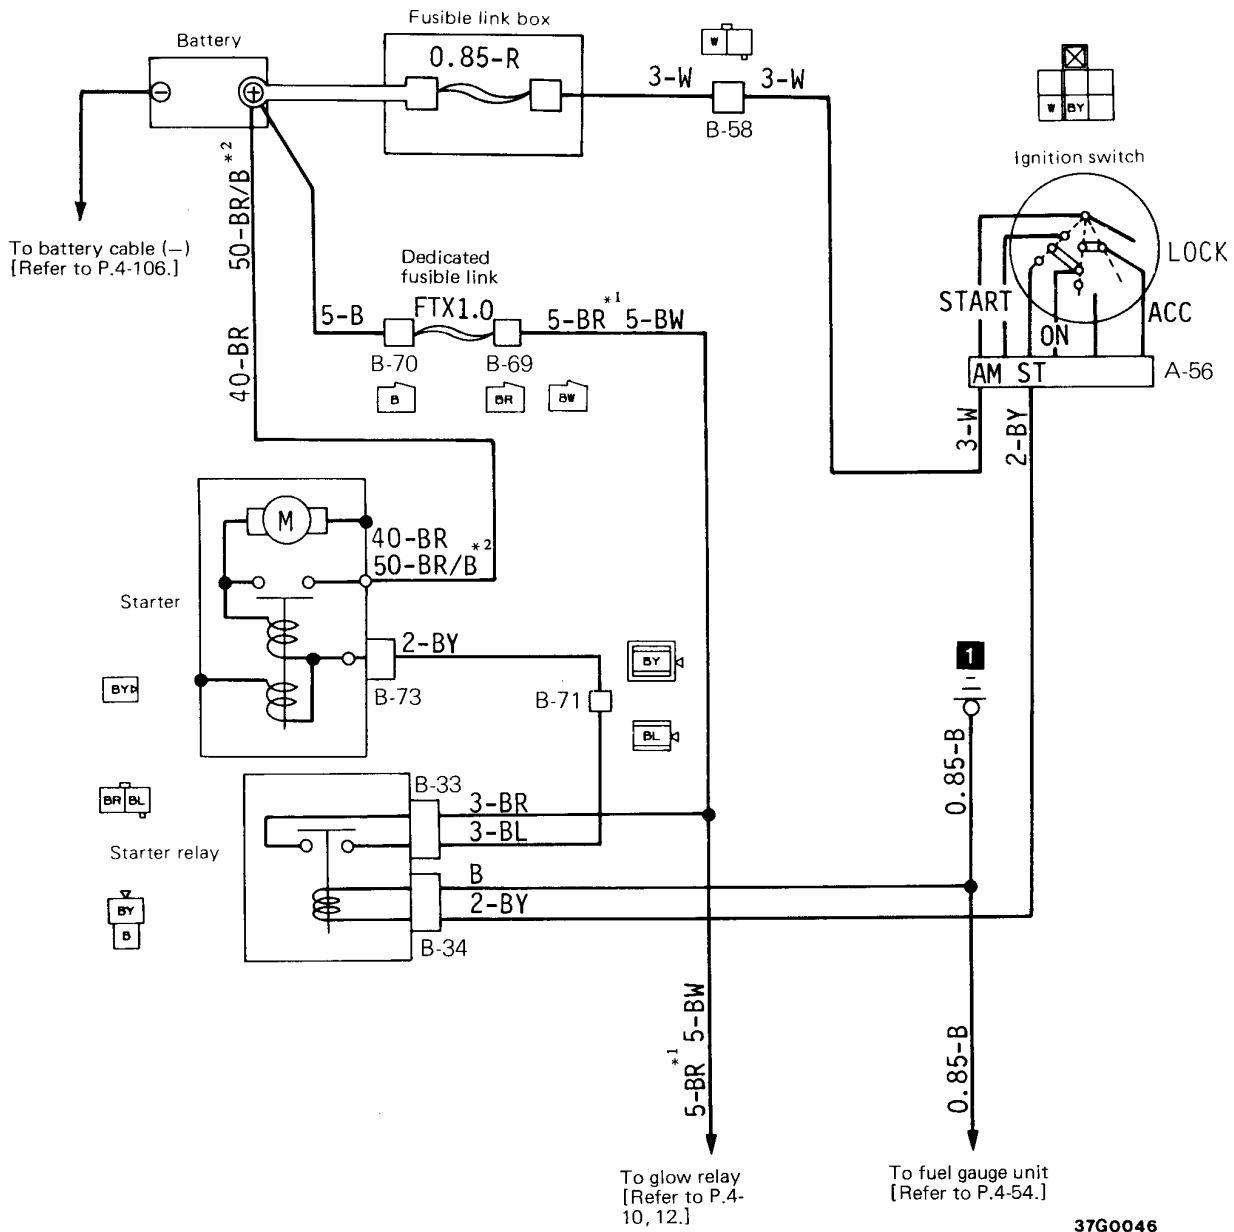 Fusible link box
Battery
0.85-R
W
3-W
3-W
B-58
W BY
Ignition switch
50-BR/B *2
To battery cable (−)
[Refer to P.4-106.]
Dedicated
fusible link
LOCK
START
ACC
ON
5-B
FTX1.0
5-BR *1 5-BW
40-BR
B-70
B-69
AM ST
A-56
B
BR
BW
3-W
2-BY
M
40-BR
50-BR/B *2
Starter
2-BY
BY
1
BY
B-73
B-71
BL
0.85-B
B-33
BR BL
3-BR
3-BL
Starter relay
B
BY
B
2-BY
B-34
5-BR *1 5-BW
0.85-B
To glow relay
[Refer to P.4-
10, 12.]
To fuel gauge unit
[Refer to P.4-54.]
37G0046